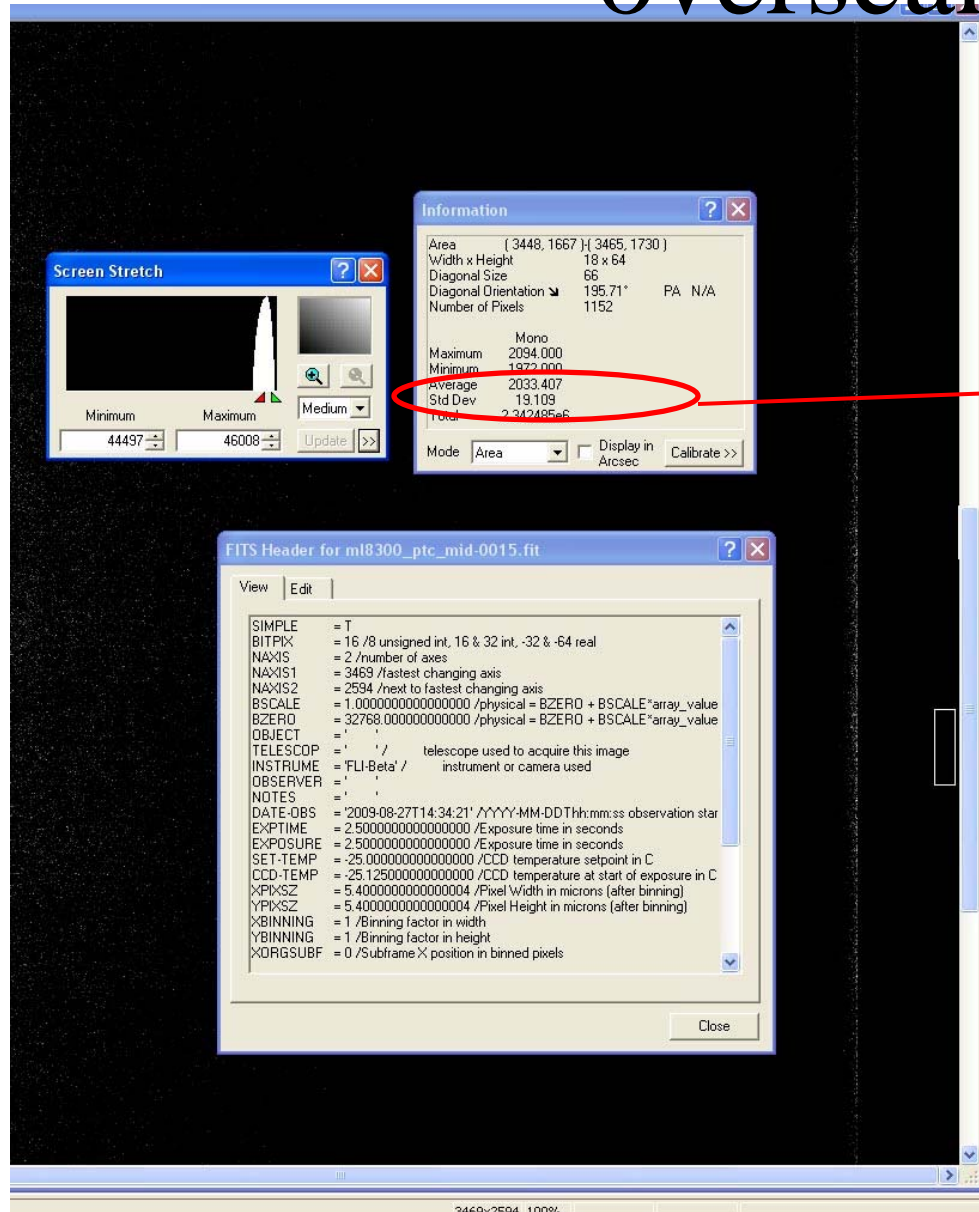 Information
Area ( 3448, 1667 )-( 3465, 1730 )
Width x Height 18 x 64
Diagonal Size 66
Diagonal Orientation 195.71° PA N/A
Number of Pixels 1152
Mono
Maximum 2094.000
Minimum 1972.000
Average 2033.407
Std Dev 19.109
Total 2.342485e6
Mode Area Display in Arcsec Calibrate >>
Screen Stretch
Medium
Minimum Maximum
44497 46008 Update >>
FITS Header for ml8300_ptc_mid-0015.fit
View Edit
SIMPLE = T
BITPIX = 16 /8 unsigned int, 16 & 32 int, -32 & -64 real
NAXIS = 2 /number of axes
NAXIS1 = 3469 /fastest changing axis
NAXIS2 = 2594 /next to fastest changing axis
BSCALE = 1.0000000000000000 /physical = BZERO + BSCALE*array_value
BZERO = 32768.000000000000 /physical = BZERO + BSCALE*array_value
OBJECT = ' '
TELESCOP = ' ' / telescope used to acquire this image
INSTRUME = 'FLI-Beta' / instrument or camera used
OBSERVER = ' '
NOTES = ' '
DATE-OBS = '2009-08-27T14:34:21' /YYYY-MM-DDThh:mm:ss observation star
EXPTIME = 2.5000000000000000 /Exposure time in seconds
EXPOSURE = 2.5000000000000000 /Exposure time in seconds
SET-TEMP = -25.000000000000000 /CCD temperature setpoint in C
CCD-TEMP = -25.125000000000000 /CCD temperature at start of exposure in C
XPIXSZ = 5.4000000000000004 /Pixel Width in microns (after binning)
YPIXSZ = 5.4000000000000004 /Pixel Height in microns (after binning)
XBINNING = 1 /Binning factor in width
YBINNING = 1 /Binning factor in height
XORGSUBF = 0 /Subframe X position in binned pixels
Close
3469x2594 100%